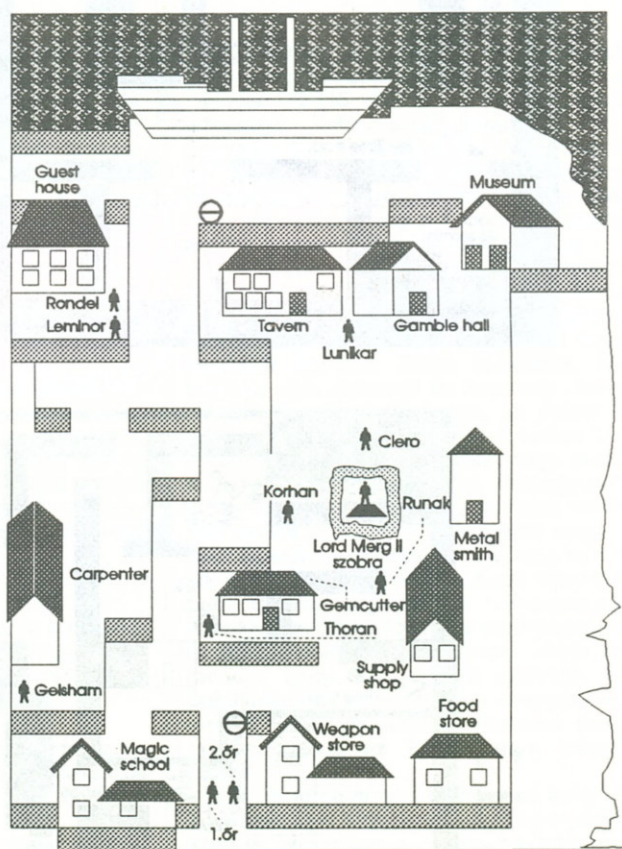 Guest
house
Museum
Rondel
Leminor
Tavern
Gamble hall
Lunikar
Clero
Korhan
Runak
Lord Merg II
szobra
Metal
smith
Carpenter
Gemcutter
Thoran
Supply
shop
Gelsham
Food
store
Weapon
store
Magic
school
2.őr
1.őr